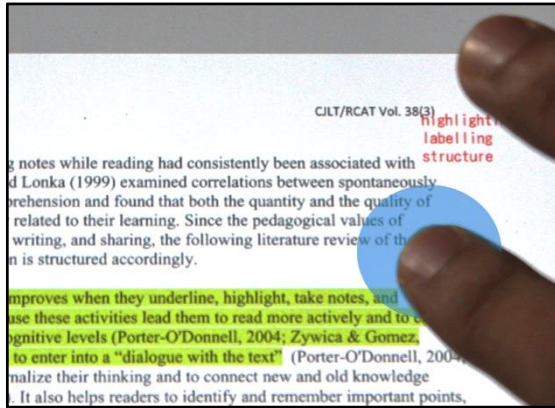 CJLT/RCAT Vol. 38(3)
highlight
labelling
structure
g notes while reading had consistently been associated with
d Lonka (1999) examined correlations between spontaneously
prehension and found that both the quantity and the quality of
related to their learning. Since the pedagogical values of
writing, and sharing, the following literature review of th
n is structured accordingly.
mproves when they underline, highlight, take notes, and
use these activities lead them to read more actively and to
ognitive levels (Porter-O'Donnell, 2004; Zywica & Gomez,
to enter into a “dialogue with the text” (Porter-O'Donnell, 2004,
nalize their thinking and to connect new and old knowledge
). It also helps readers to identify and remember important points,